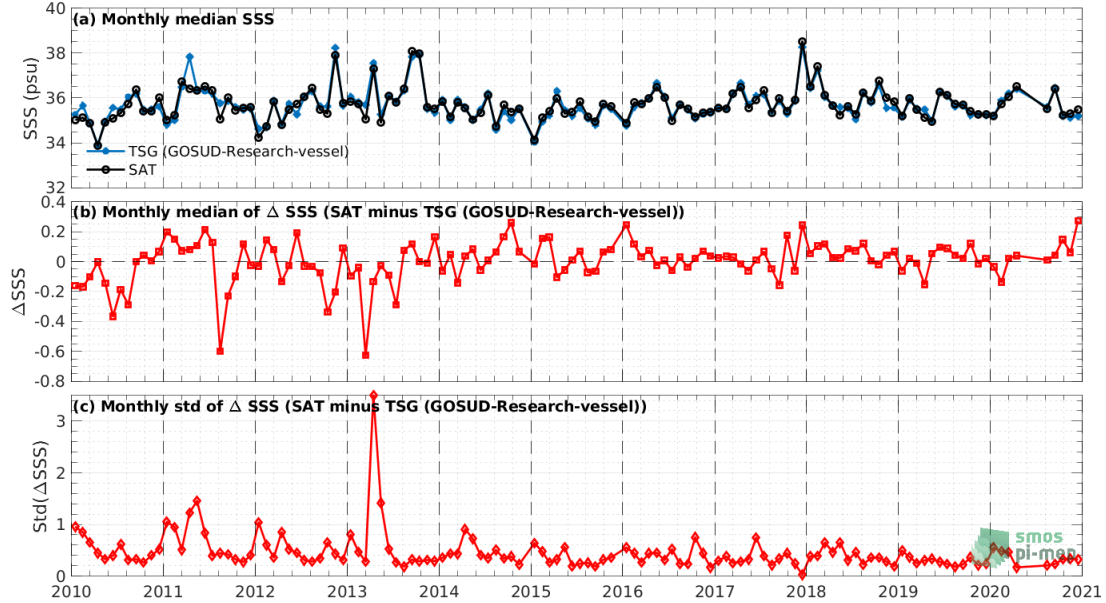 (a) Monthly median SSS
40
38
36
34
32
SSS (psu)
TSG (GOSUD-Research-vessel)
SAT
(b) Monthly median of Δ SSS (SAT minus TSG (GOSUD-Research-vessel))
0.4
0.2
0
-0.2
-0.4
-0.6
-0.8
ΔSSS
(c) Monthly std of Δ SSS (SAT minus TSG (GOSUD-Research-vessel))
3
2
1
0
Std(ΔSSS)
smos
pi-mep
2010 2011 2012 2013 2014 2015 2016 2017 2018 2019 2020 2021